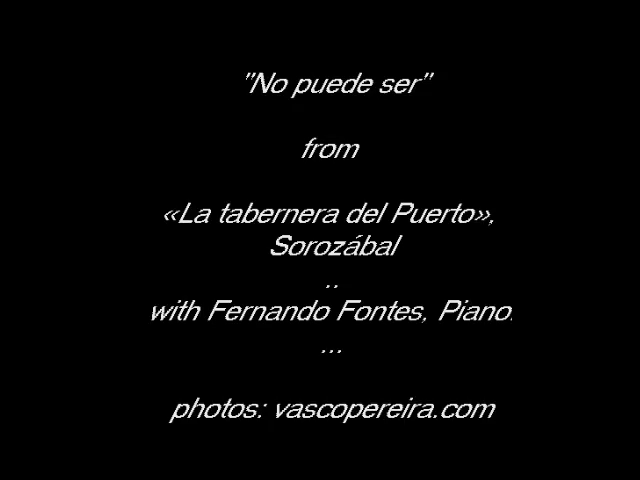 "No puede ser"
from
«La tabernera del Puerto»,
Sorozábal
..
with Fernando Fontes, Piano.
...
photos: vascopereira.com